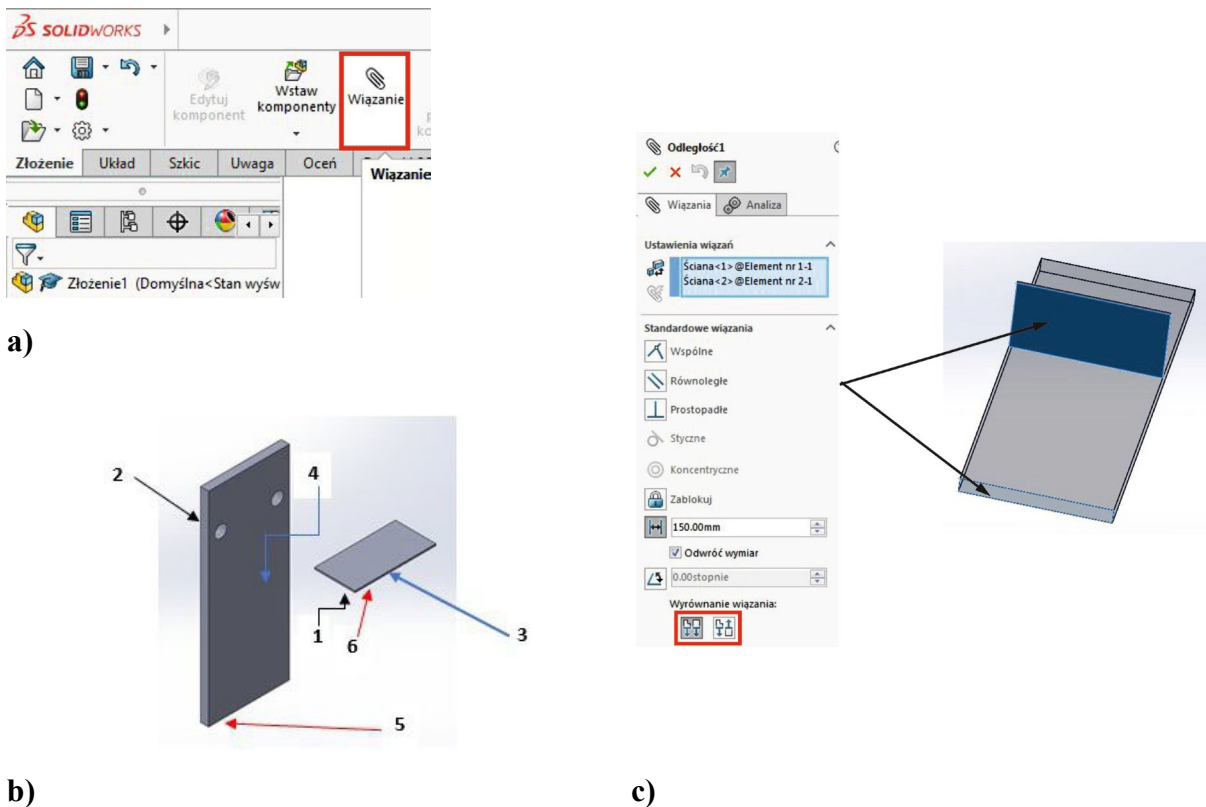 SOLIDWORKS
Edytuj
komponent
Wstaw
komponenty
Wiązanie
Złożenie Układ Szkic Uwaga Oceń
Wiązanie
Złożenie1 (Domyślna<Stan wyśw
a)
2
4
1
6
3
5
b)
Odległość1
Wiązania Analiza
Ustawienia wiązań
Ściana<1>@Element nr 1-1
Ściana<2>@Element nr 2-1
Standardowe wiązania
Wspólne
Równoległe
Prostopadłe
Styczne
Koncentryczne
Zablokuj
150.00mm
Odwróć wymiar
0.00stopnie
Wyrównanie wiązania:
c)